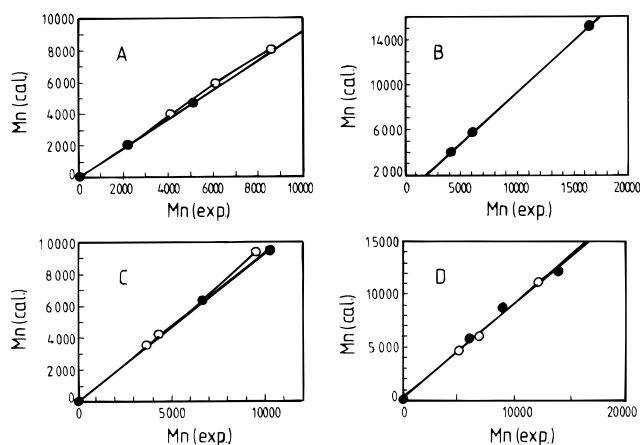 10000
8000
6000
4000
2000
0
Mn (cal.)
A
0 2000 4000 6000 8000 10000
Mn (exp.)
16000
10000
6000
2000
Mn (cal.)
B
0 5000 10000 15000 20000
Mn (exp.)
10000
8000
6000
4000
2000
0
Mn (cal.)
C
0 5000 10000
Mn (exp.)
15000
10000
5000
0
Mn (cal.)
D
0 10000 20000
Mn (exp.)